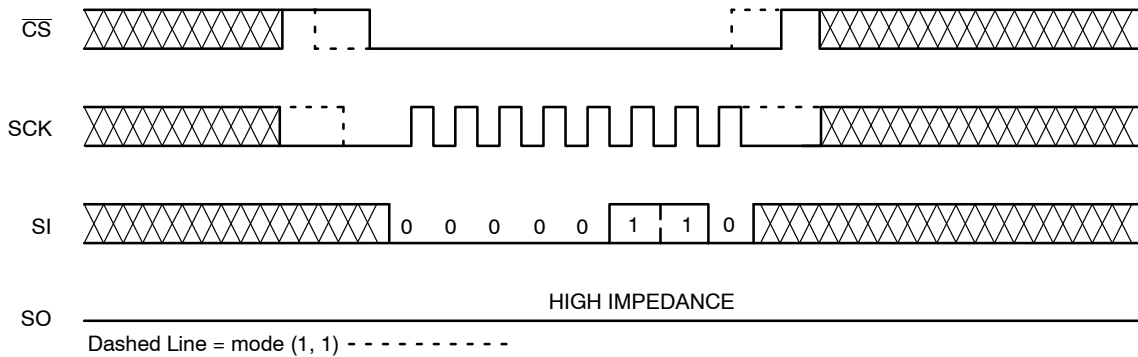 CS
SCK
SI 0 0 0 0 0 1 1 0
HIGH IMPEDANCE
SO
Dashed Line = mode (1, 1)